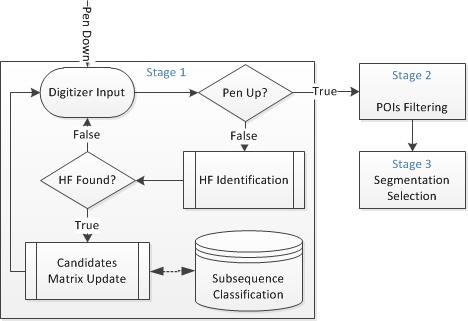 Pen Down
Stage 1
Digitizer Input
Pen Up?
True
Stage 2
POIs Filtering
False
False
HF Found?
HF Identification
Stage 3
Segmentation
Selection
True
Candidates
Matrix Update
Subsequence
Classification